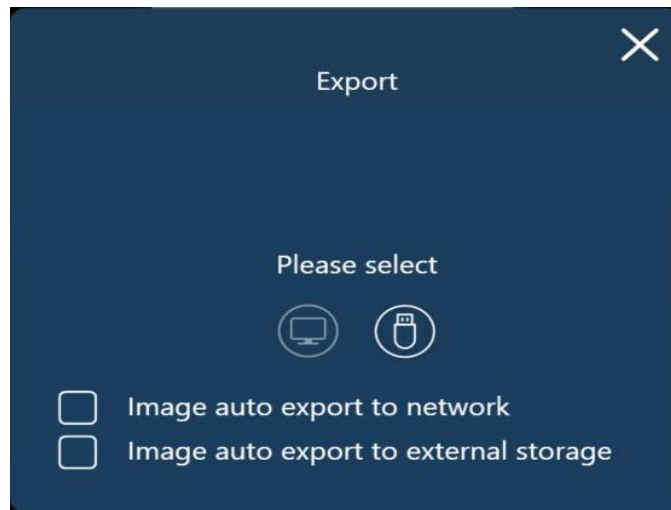 Export
Please select
Image auto export to network
Image auto export to external storage